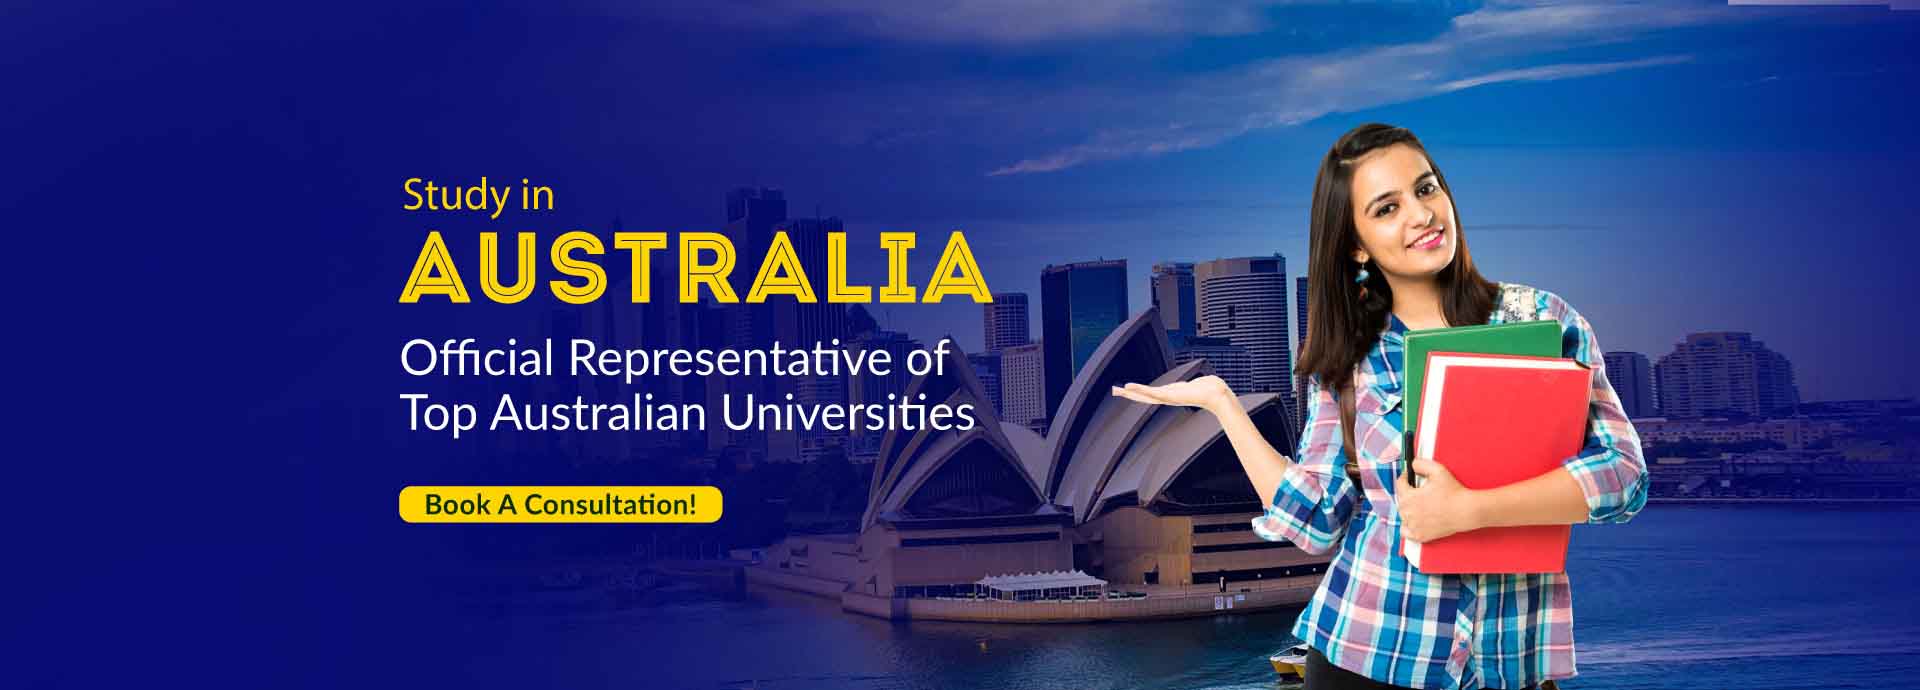 Study in
AUSTRALIA
Official Representative of
Top Australian Universities
Book A Consultation!